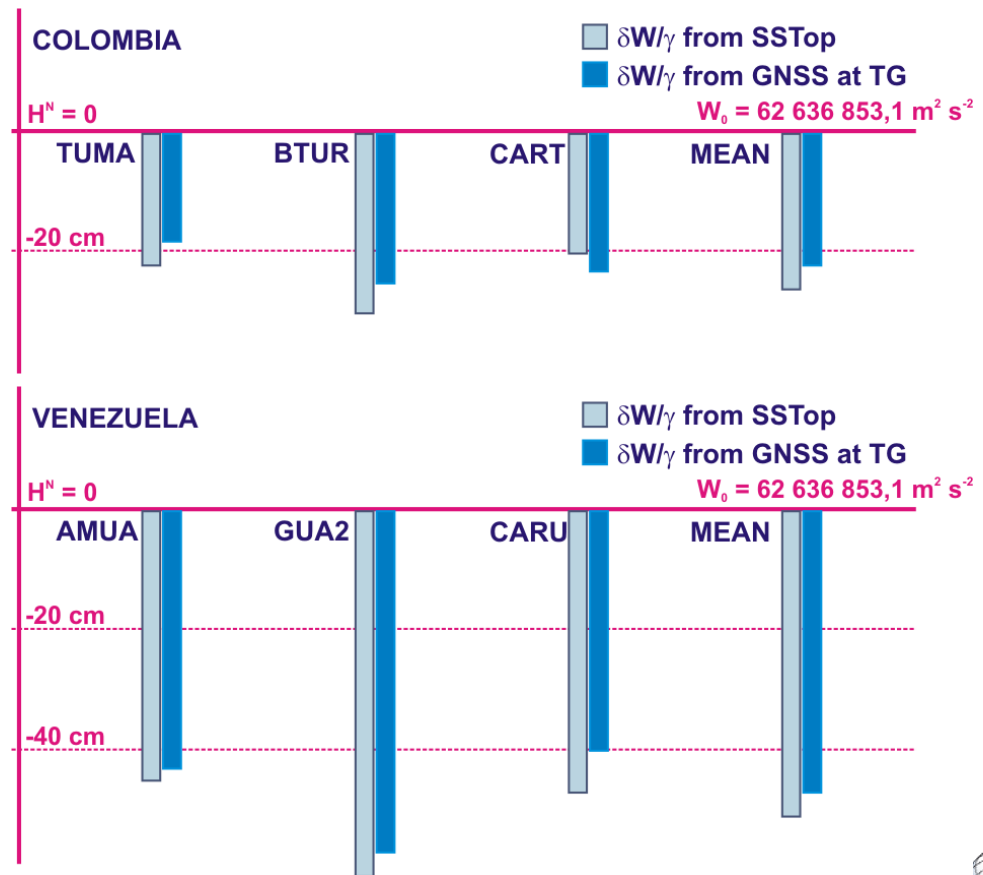 COLOMBIA
δW/γ from SSTop
δW/γ from GNSS at TG
Hᴺ = 0
W₀ = 62 636 853,1 m² s⁻²
TUMA
BTUR
CART
MEAN
-20 cm
VENEZUELA
δW/γ from SSTop
δW/γ from GNSS at TG
Hᴺ = 0
W₀ = 62 636 853,1 m² s⁻²
AMUA
GUA2
CARU
MEAN
-20 cm
-40 cm